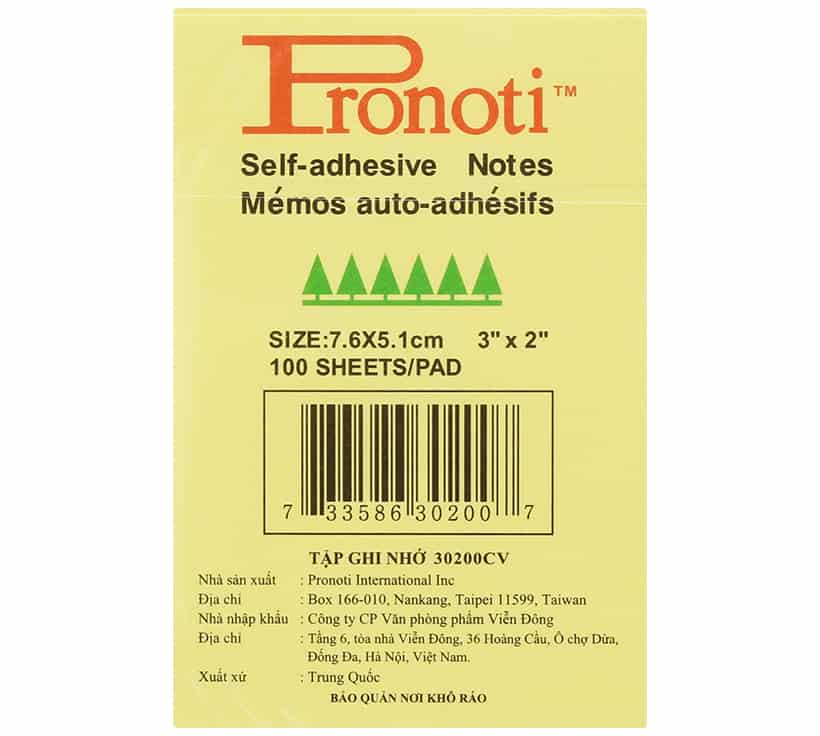 Pronoti™
Self-adhesive Notes
Mémos auto-adhésifs
SIZE:7.6X5.1cm 3" x 2"
100 SHEETS/PAD
7 33586 30200 7
TẬP GHI NHỚ 30200CV
Nhà sản xuất : Pronoti International Inc
Địa chỉ : Box 166-010, Nankang, Taipei 11599, Taiwan
Nhà nhập khẩu : Công ty CP Văn phòng phẩm Viễn Đông
Địa chỉ : Tầng 6, tòa nhà Viễn Đông, 36 Hoàng Cầu, Ô chợ Dừa,
Đống Đa, Hà Nội, Việt Nam.
Xuất xứ : Trung Quốc
BẢO QUẢN NƠI KHÔ RÁO